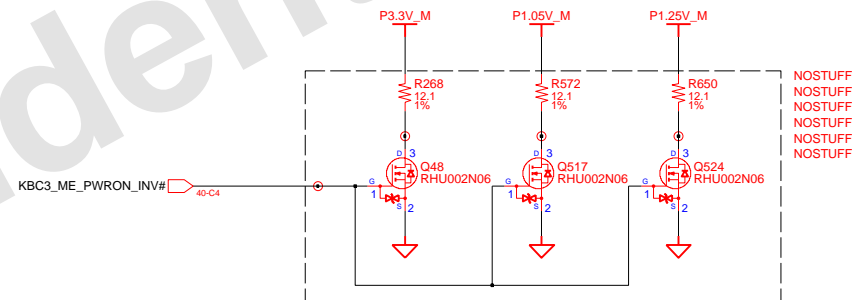 P3.3V_M P1.05V_M P1.25V_M
NOSTUFF
NOSTUFF
NOSTUFF
NOSTUFF
NOSTUFF
NOSTUFF
R268 R572 R650
12.1 12.1 12.1
1% 1% 1%
D 3 D 3 D 3
Q48 Q517 Q524
RHU002N06 RHU002N06 RHU002N06
G G G
1 1 1
S 2 S 2 S 2
KBC3_ME_PWRON_INV# 40-C4